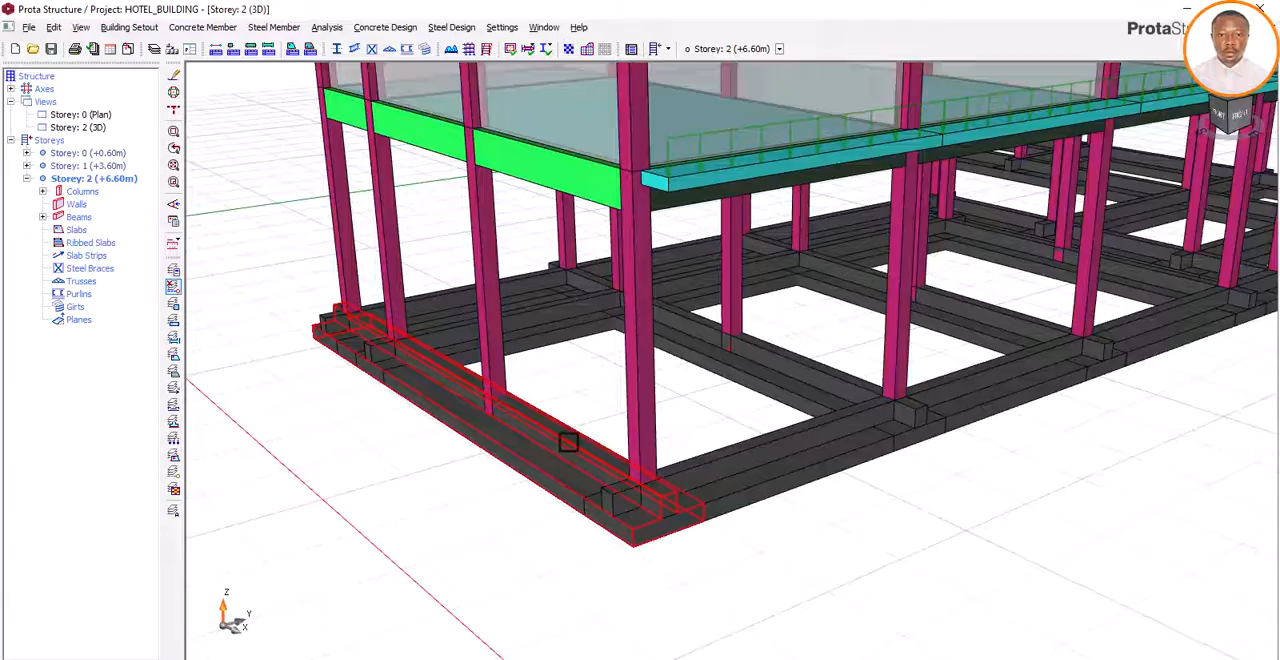 Prota Structure / Project: HOTEL_BUILDING - [Storey: 2 (3D)]
File Edit View Building Setout Concrete Member Steel Member Analysis Concrete Design Steel Design Settings Window Help
ProtaSt
Storey: 2 (+6.60m)
Structure
Axes
Views
Storey: 0 (Plan)
Storey: 2 (3D)
Storeys
Storey: 0 (+0.60m)
Storey: 1 (+3.60m)
Storey: 2 (+6.60m)
Columns
Walls
Beams
Slabs
Ribbed Slabs
Slab Strips
Steel Braces
Trusses
Purlins
Girts
Planes
Z
Y
X